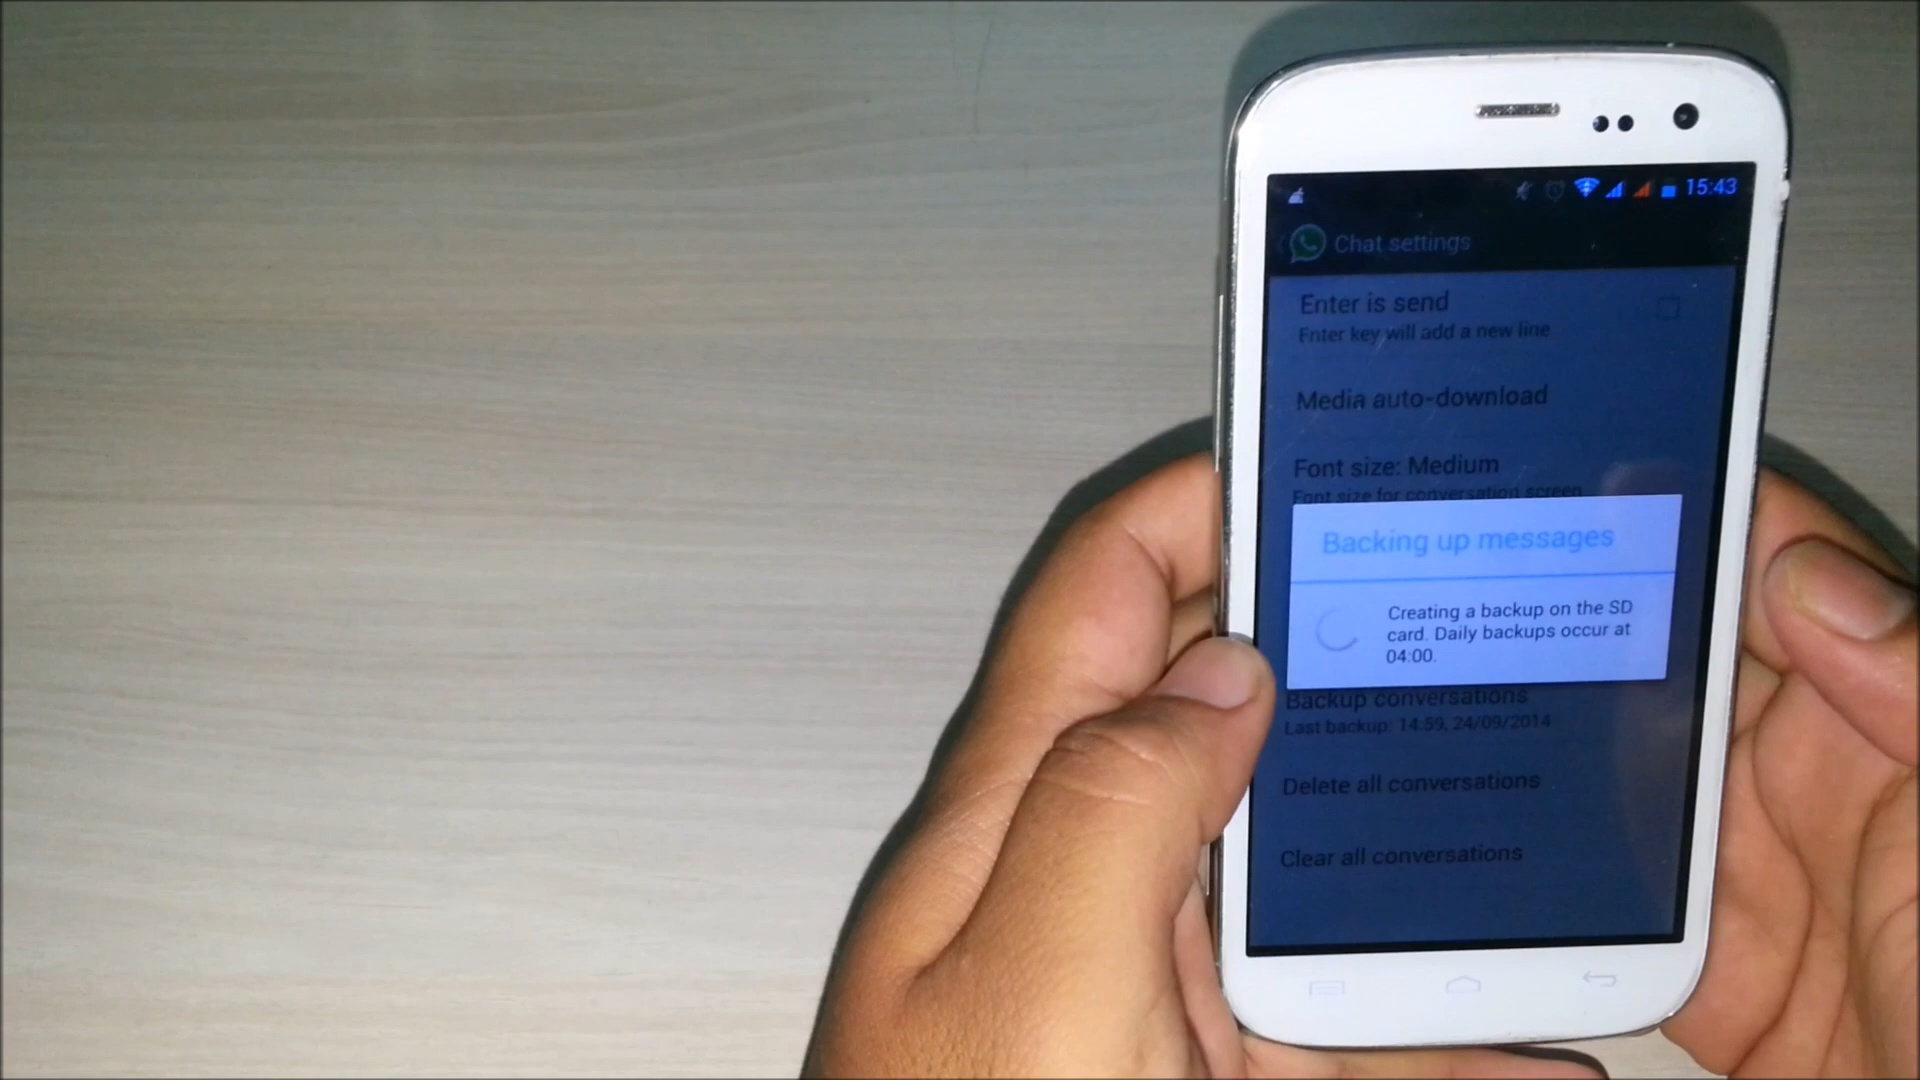 15:43
Chat settings
Enter is send
Enter key will add a new line
Media auto-download
Font size: Medium
Font size for conversation screen
Backing up messages
Creating a backup on the SD
card. Daily backups occur at
04:00.
Backup conversations
Last backup: 14:59, 24/09/2014
Delete all conversations
Clear all conversations